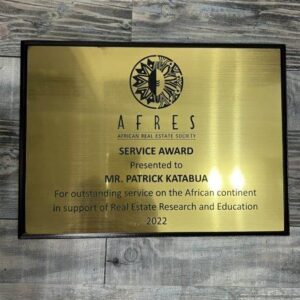 AFRES
AFRICAN REAL ESTATE SOCIETY
SERVICE AWARD
Presented to
MR. PATRICK KATABUA
For outstanding service on the African continent
in support of Real Estate Research and Education
2022